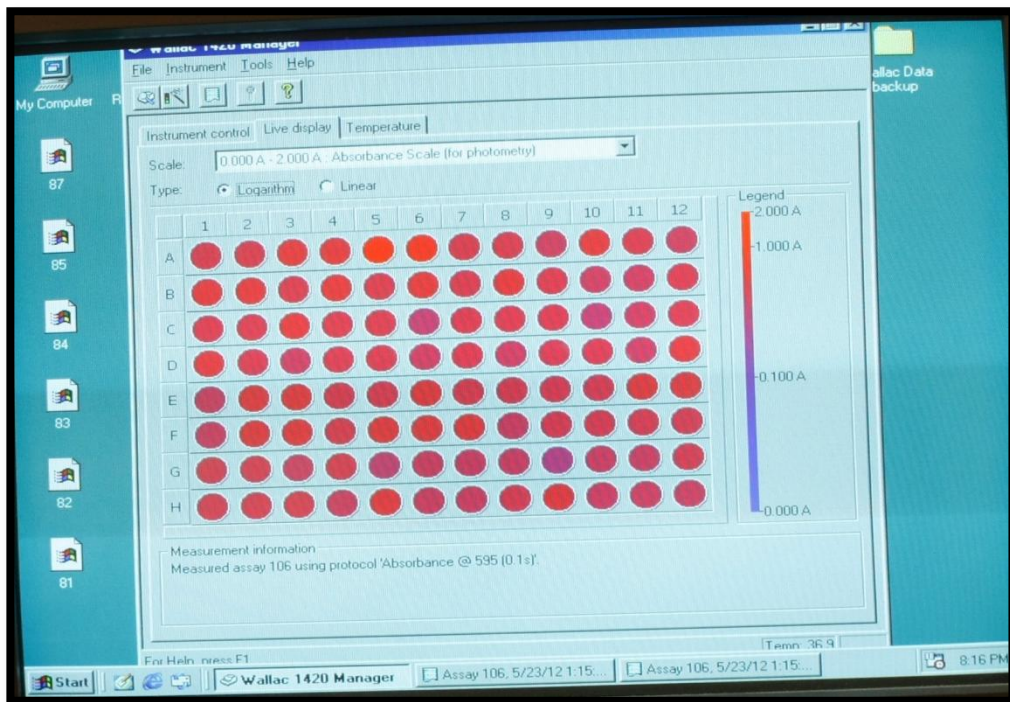 Wallac 1420 Manager
File Instrument Tools Help
My Computer
allac Data
backup
Instrument control Live display Temperature
Scale: 0.000 A - 2.000 A : Absorbance Scale (for photometry)
Type: Logarithm Linear
Legend
2.000 A
1.000 A
0.100 A
0.000 A
1 2 3 4 5 6 7 8 9 10 11 12
A
B
C
D
E
F
G
H
87
85
84
83
82
81
Measurement information
Measured assay 106 using protocol 'Absorbance @ 595 (0.1s)'.
For Help, press F1
Temp: 36.9
Start
Wallac 1420 Manager
Assay 106, 5/23/12 1:15:...
Assay 106, 5/23/12 1:15:...
8:16 PM